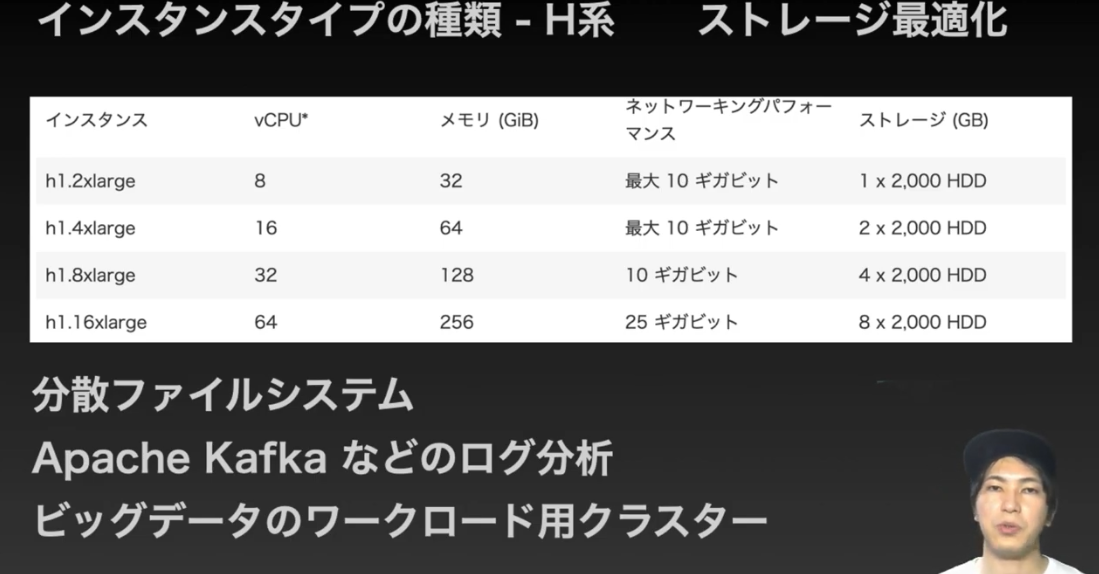 インスタンスタイプの種類 - H系 ストレージ最適化
インスタンス vCPU* メモリ (GiB) ネットワーキングパフォーマンス ストレージ (GB)
h1.2xlarge 8 32 最大 10 ギガビット 1 x 2,000 HDD
h1.4xlarge 16 64 最大 10 ギガビット 2 x 2,000 HDD
h1.8xlarge 32 128 10 ギガビット 4 x 2,000 HDD
h1.16xlarge 64 256 25 ギガビット 8 x 2,000 HDD
分散ファイルシステム
Apache Kafka などのログ分析
ビッグデータのワークロード用クラスター